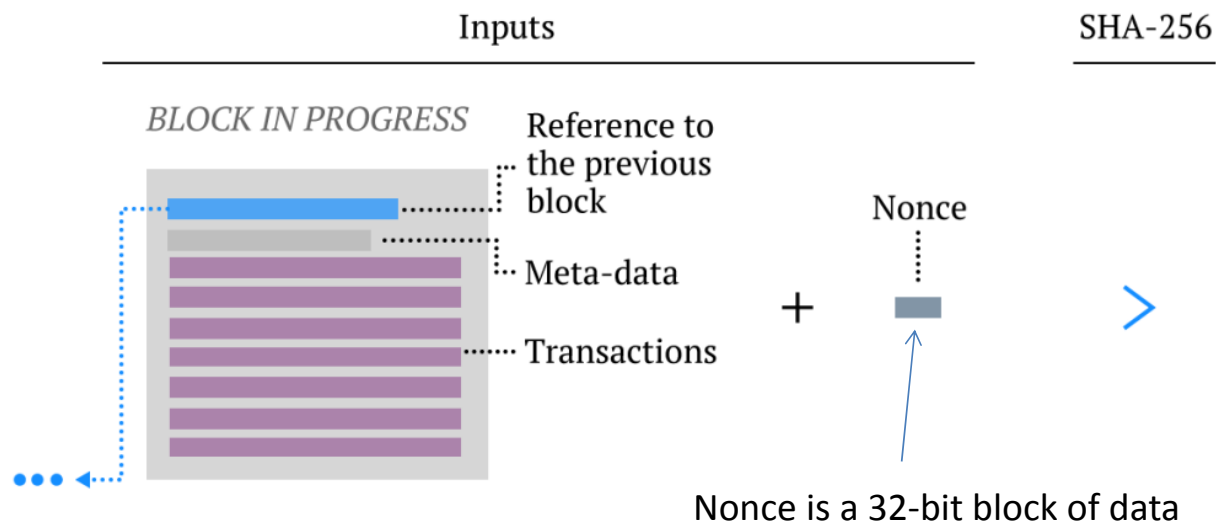 Inputs
SHA-256
BLOCK IN PROGRESS
Reference to
the previous
block
Nonce
Meta-data
+
Transactions
Nonce is a 32-bit block of data